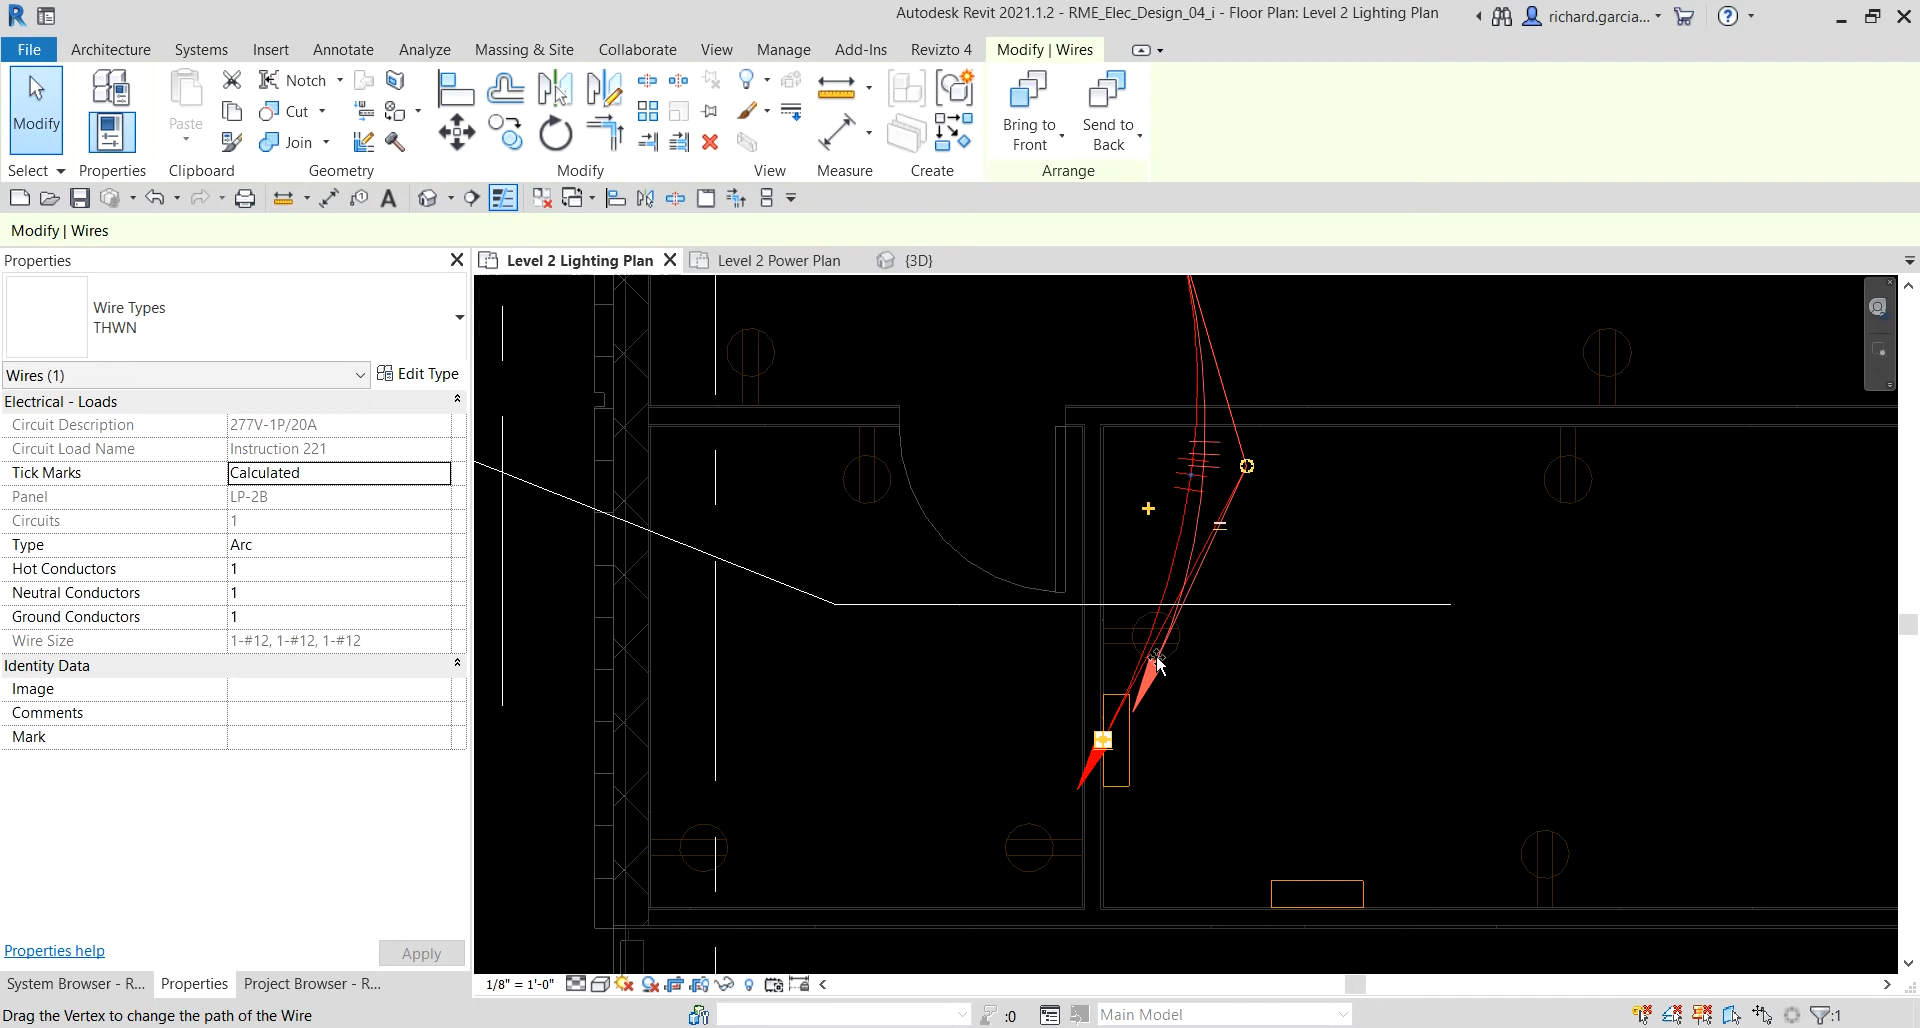 Autodesk Revit 2021.1.2 - RME_Elec_Design_04_i - Floor Plan: Level 2 Lighting Plan
richard.garcia...
File Architecture Systems Insert Annotate Analyze Massing & Site Collaborate View Manage Add-Ins Revizto 4 Modify | Wires
Modify Paste Notch Cut Join Bring to Front Send to Back
Select Properties Clipboard Geometry Modify View Measure Create Arrange
Modify | Wires
Properties
Level 2 Lighting Plan Level 2 Power Plan {3D}
Wire Types
THWN
Wires (1) Edit Type
Electrical - Loads
Circuit Description 277V-1P/20A
Circuit Load Name Instruction 221
Tick Marks Calculated
Panel LP-2B
Circuits 1
Type Arc
Hot Conductors 1
Neutral Conductors 1
Ground Conductors 1
Wire Size 1-#12, 1-#12, 1-#12
Identity Data
Image
Comments
Mark
Properties help Apply
System Browser - R... Properties Project Browser - R...
1/8" = 1'-0"
Drag the Vertex to change the path of the Wire
:0
Main Model
:1